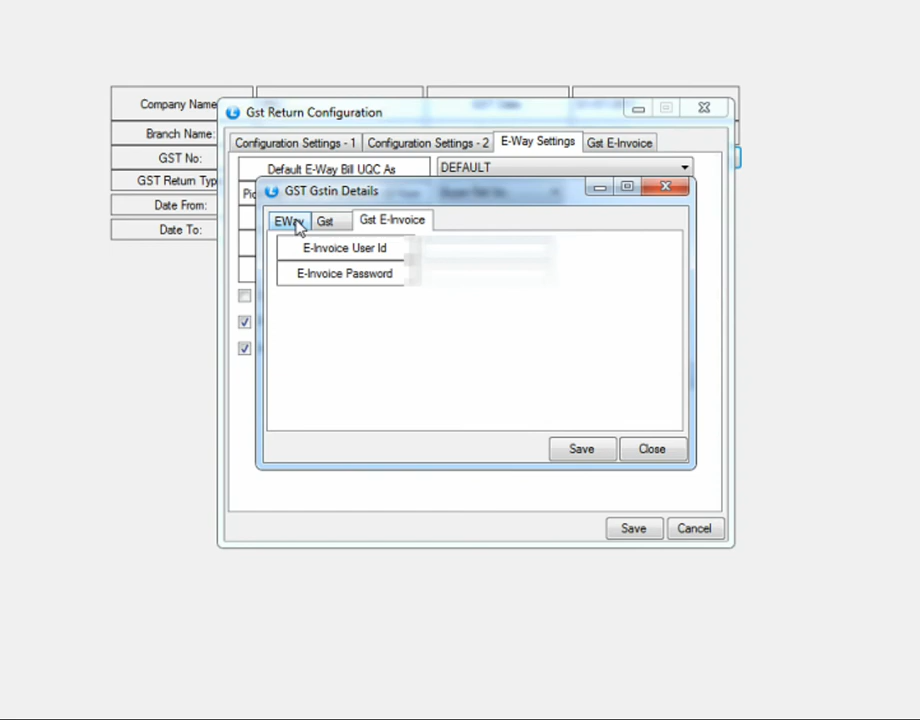 Company Name
Gst Return Configuration
Branch Name:
Configuration Settings - 1
Configuration Settings - 2
E-Way Settings
Gst E-Invoice
GST No:
Default E-Way Bill UQC As
DEFAULT
GST Return Typ
GST Gstin Details
Date From:
Date To:
EWay
Gst
Gst E-Invoice
E-Invoice User Id
E-Invoice Password
Save
Close
Save
Cancel